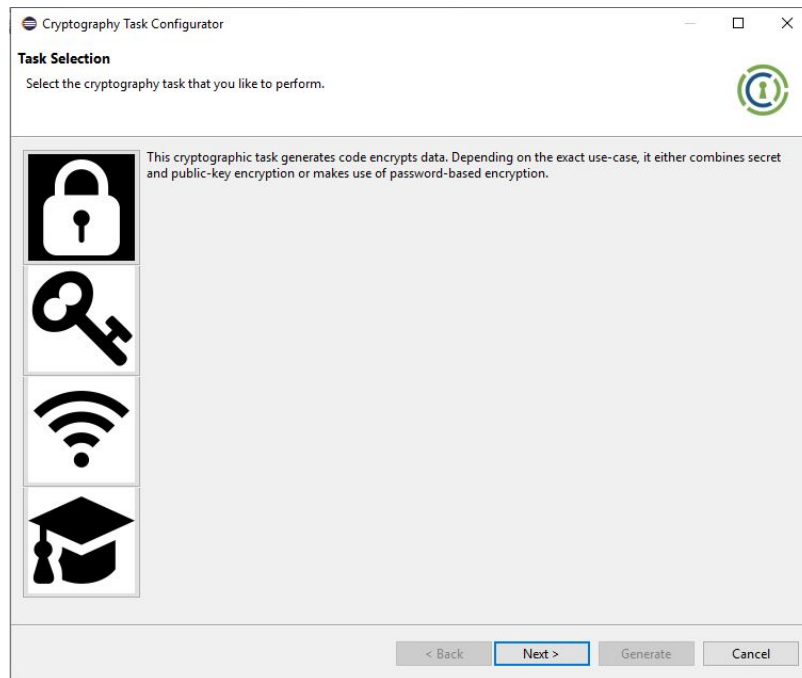 Cryptography Task Configurator
Task Selection
Select the cryptography task that you like to perform.
This cryptographic task generates code encrypts data. Depending on the exact use-case, it either combines secret
and public-key encryption or makes use of password-based encryption.
< Back Next > Generate Cancel